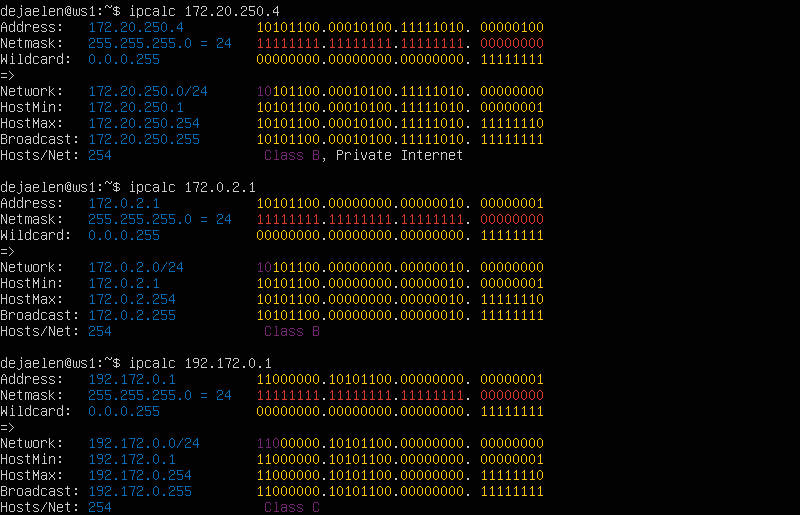 dejaelen@ws1:~$ ipcalc 172.20.250.4
Address:   172.20.250.4         10101100.00010100.11111010. 00000100
Netmask:   255.255.255.0 = 24   11111111.11111111.11111111. 00000000
Wildcard:  0.0.0.255            00000000.00000000.00000000. 11111111
=>
Network:   172.20.250.0/24      10101100.00010100.11111010. 00000000
HostMin:   172.20.250.1         10101100.00010100.11111010. 00000001
HostMax:   172.20.250.254       10101100.00010100.11111010. 11111110
Broadcast: 172.20.250.255       10101100.00010100.11111010. 11111111
Hosts/Net: 254                   Class B, Private Internet
dejaelen@ws1:~$ ipcalc 172.0.2.1
Address:   172.0.2.1            10101100.00000000.00000010. 00000001
Netmask:   255.255.255.0 = 24   11111111.11111111.11111111. 00000000
Wildcard:  0.0.0.255            00000000.00000000.00000000. 11111111
=>
Network:   172.0.2.0/24         10101100.00000000.00000010. 00000000
HostMin:   172.0.2.1            10101100.00000000.00000010. 00000001
HostMax:   172.0.2.254          10101100.00000000.00000010. 11111110
Broadcast: 172.0.2.255          10101100.00000000.00000010. 11111111
Hosts/Net: 254                   Class B
dejaelen@ws1:~$ ipcalc 192.172.0.1
Address:   192.172.0.1          11000000.10101100.00000000. 00000001
Netmask:   255.255.255.0 = 24   11111111.11111111.11111111. 00000000
Wildcard:  0.0.0.255            00000000.00000000.00000000. 11111111
=>
Network:   192.172.0.0/24       11000000.10101100.00000000. 00000000
HostMin:   192.172.0.1          11000000.10101100.00000000. 00000001
HostMax:   192.172.0.254        11000000.10101100.00000000. 11111110
Broadcast: 192.172.0.255        11000000.10101100.00000000. 11111111
Hosts/Net: 254                   Class C